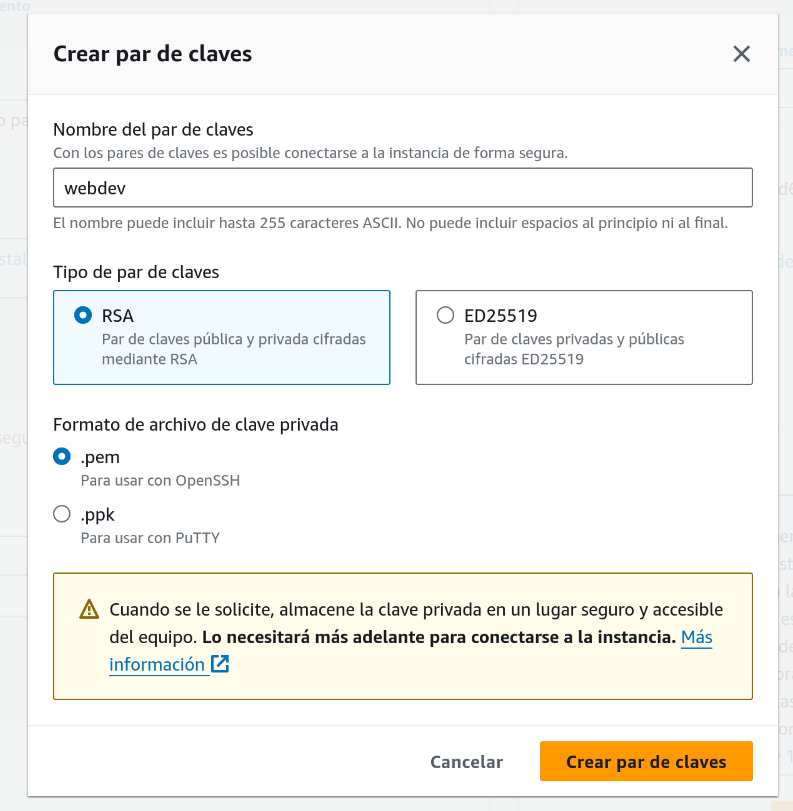 Crear par de claves
Nombre del par de claves
Con los pares de claves es posible conectarse a la instancia de forma segura.
webdev
El nombre puede incluir hasta 255 caracteres ASCII. No puede incluir espacios al principio ni al final.
Tipo de par de claves
RSA
Par de claves pública y privada cifradas
mediante RSA
ED25519
Par de claves privadas y públicas
cifradas ED25519
Formato de archivo de clave privada
.pem
Para usar con OpenSSH
.ppk
Para usar con PuTTY
Cuando se le solicite, almacene la clave privada en un lugar seguro y accesible
del equipo. Lo necesitará más adelante para conectarse a la instancia. Más
información
Cancelar
Crear par de claves